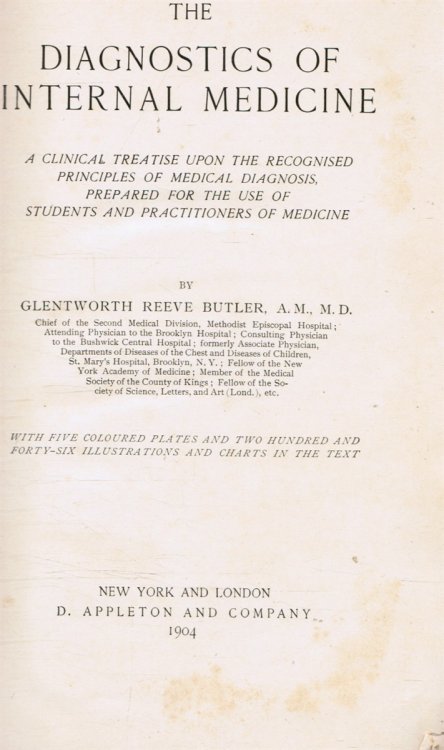 THE
DIAGNOSTICS OF
INTERNAL MEDICINE
A CLINICAL TREATISE UPON THE RECOGNISED
PRINCIPLES OF MEDICAL DIAGNOSIS,
PREPARED FOR THE USE OF
STUDENTS AND PRACTITIONERS OF MEDICINE
BY
GLENTWORTH REEVE BUTLER, A. M., M. D.
Chief of the Second Medical Division, Methodist Episcopal Hospital;
Attending Physician to the Brooklyn Hospital; Consulting Physician
to the Bushwick Central Hospital; formerly Associate Physician,
Departments of Diseases of the Chest and Diseases of Children,
St. Mary's Hospital, Brooklyn, N. Y.; Fellow of the New
York Academy of Medicine; Member of the Medical
Society of the County of Kings; Fellow of the So-
ciety of Science, Letters, and Art (Lond.), etc.
WITH FIVE COLOURED PLATES AND TWO HUNDRED AND
FORTY-SIX ILLUSTRATIONS AND CHARTS IN THE TEXT
NEW YORK AND LONDON
D. APPLETON AND COMPANY
1904